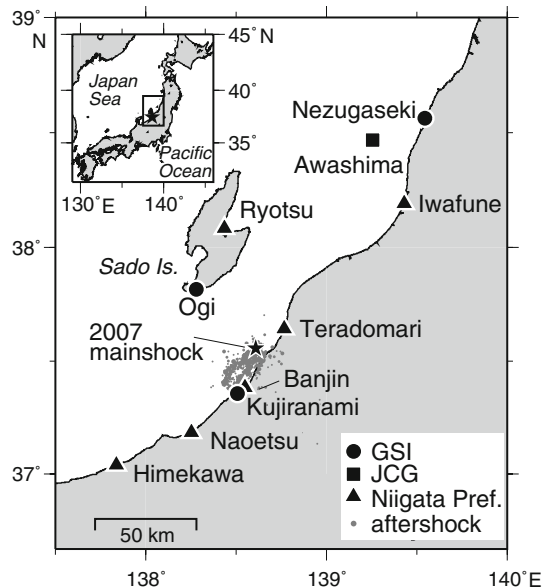 39°
N
45°
N
Japan
Sea
40°
35°
Pacific
Ocean
130°E
140°
Nezugaseki
Awashima
Iwafune
Ryotsu
38°
Sado Is.
Ogi
2007
mainshock
Teradomari
Banjin
Kujiranami
Naoetsu
Himekawa
37°
GSI
JCG
Niigata Pref.
aftershock
50 km
138°
139°
140°E